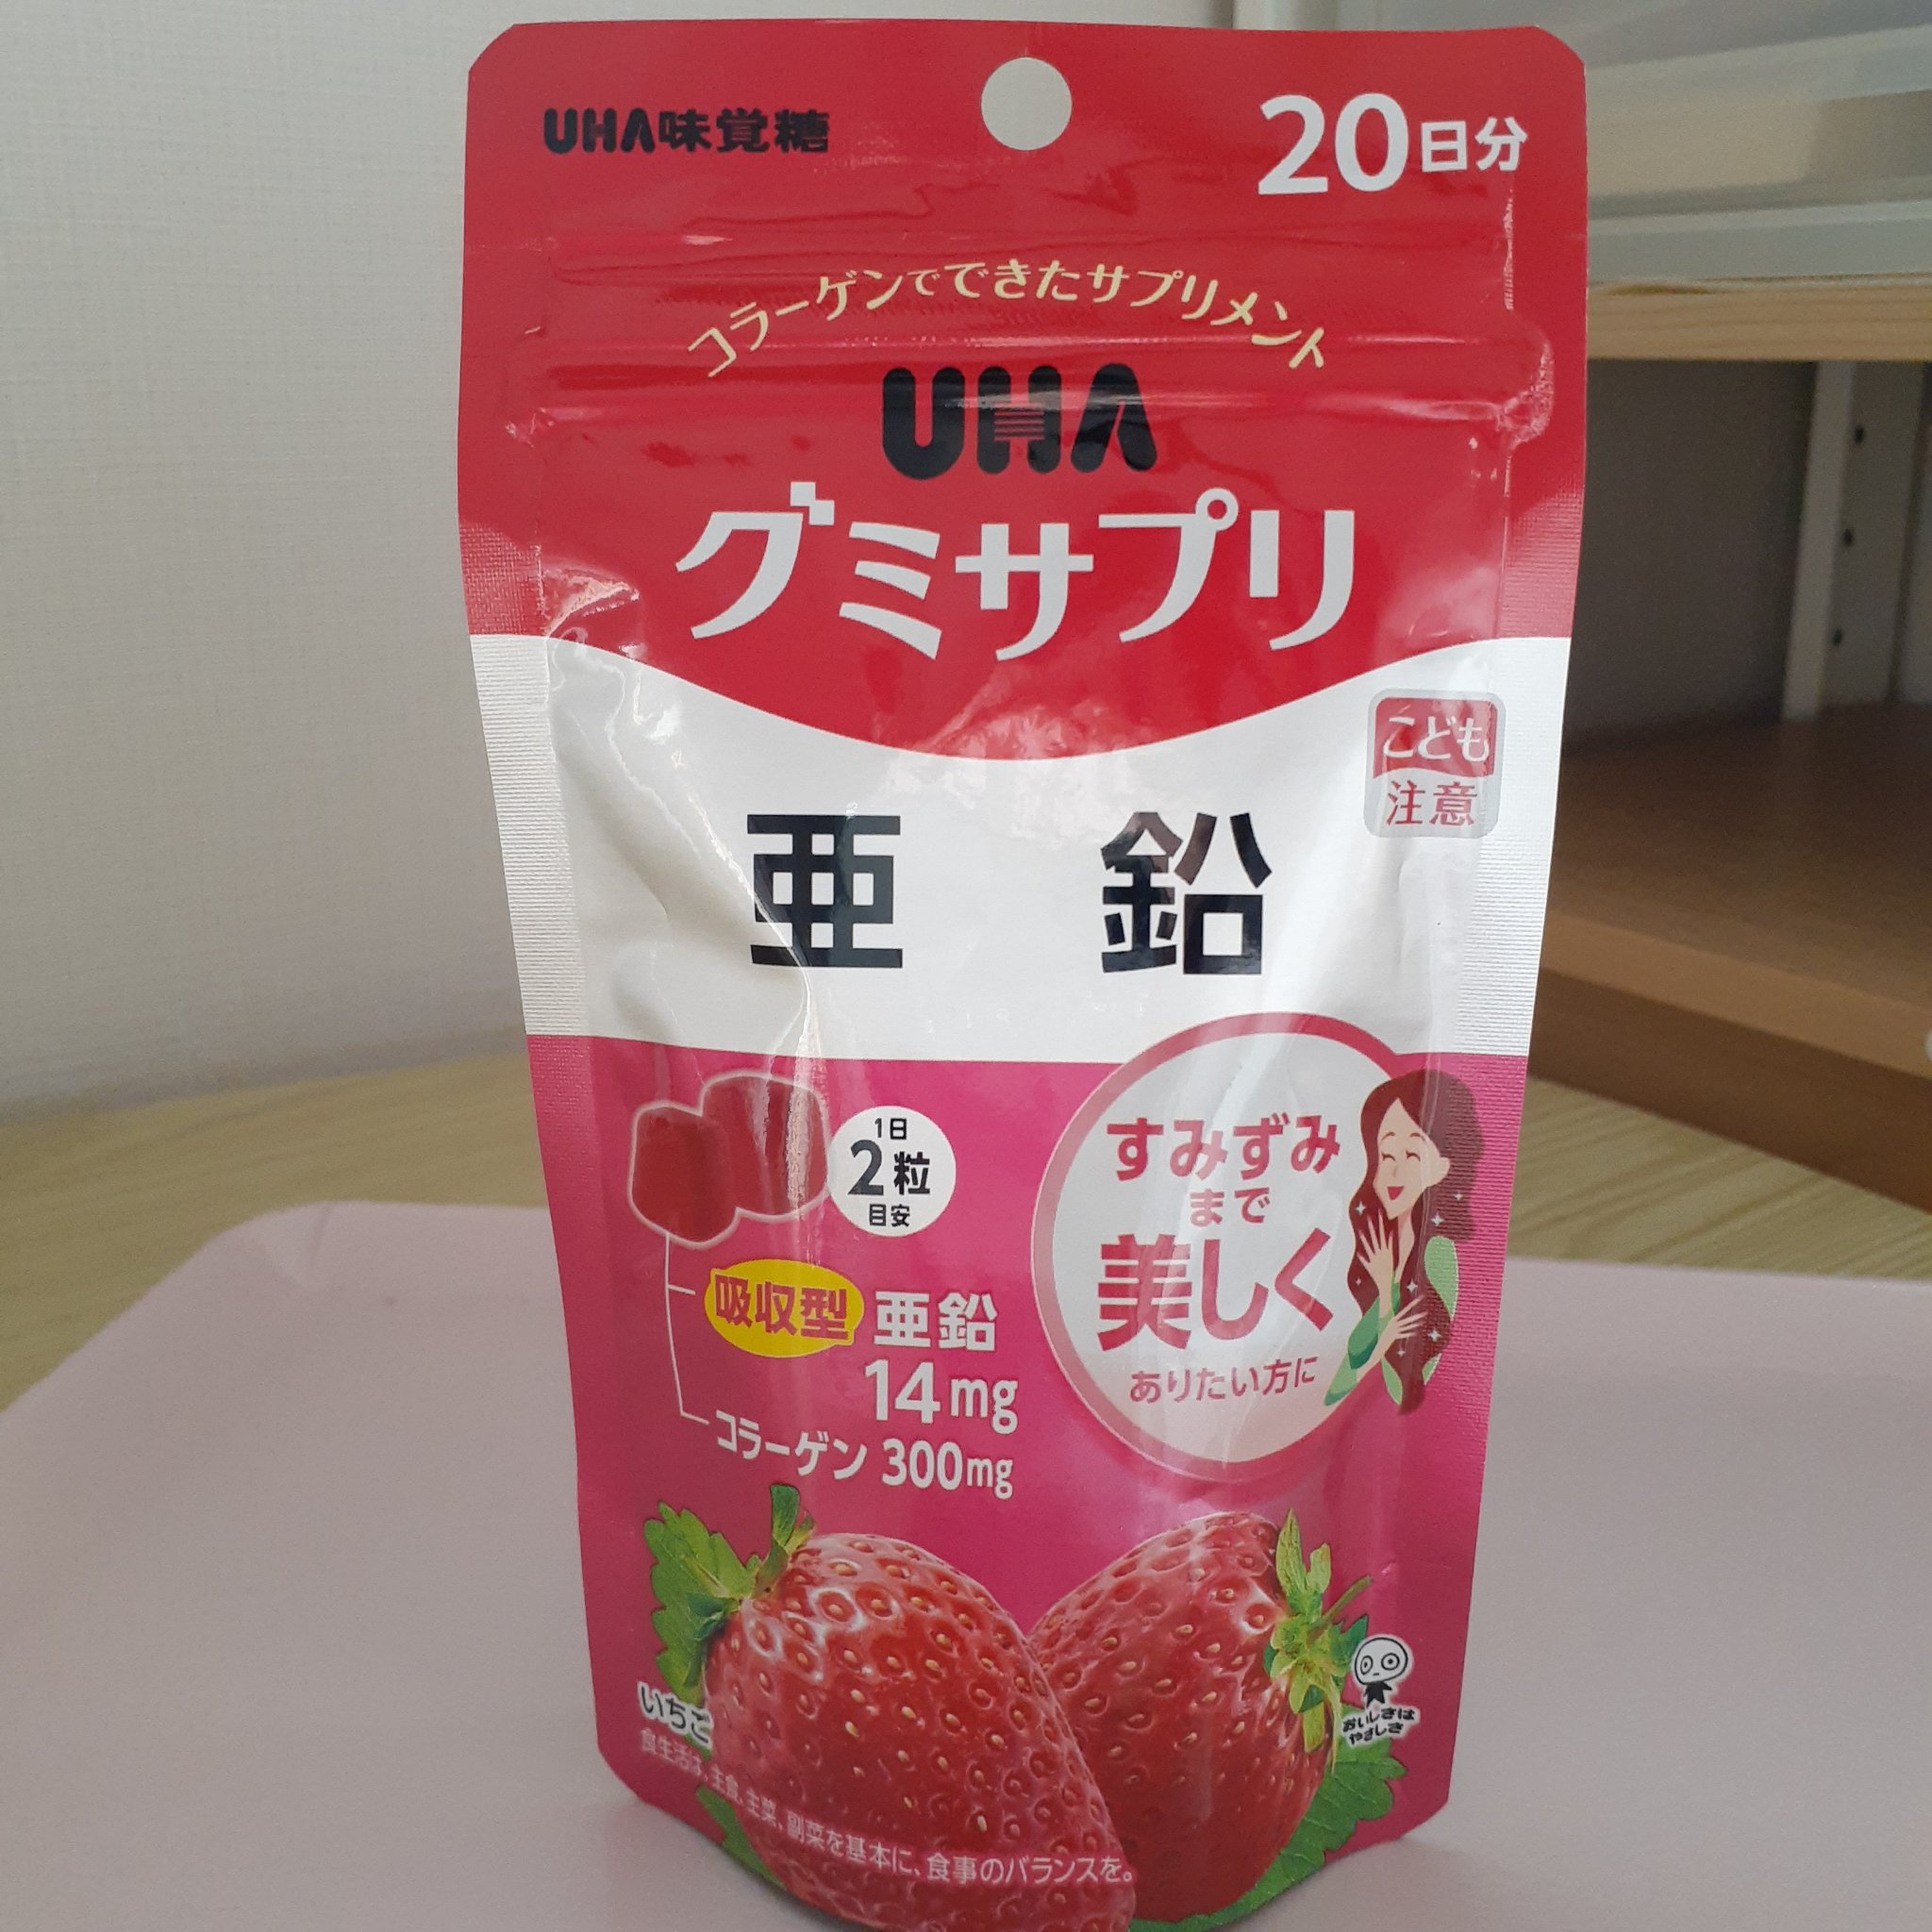 UHA味覚糖
20日分
コラーゲンでできたサプリメント
UHA
グミサプリ
こども
注意
亜鉛
1日
2粒
目安
すみずみ
まで
美しく
ありたい方に
吸収型 亜鉛
14mg
コラーゲン 300mg
いちご
おいしさは
やさしさ
食生活は、主食、主菜、副菜を基本に、食事のバランスを。